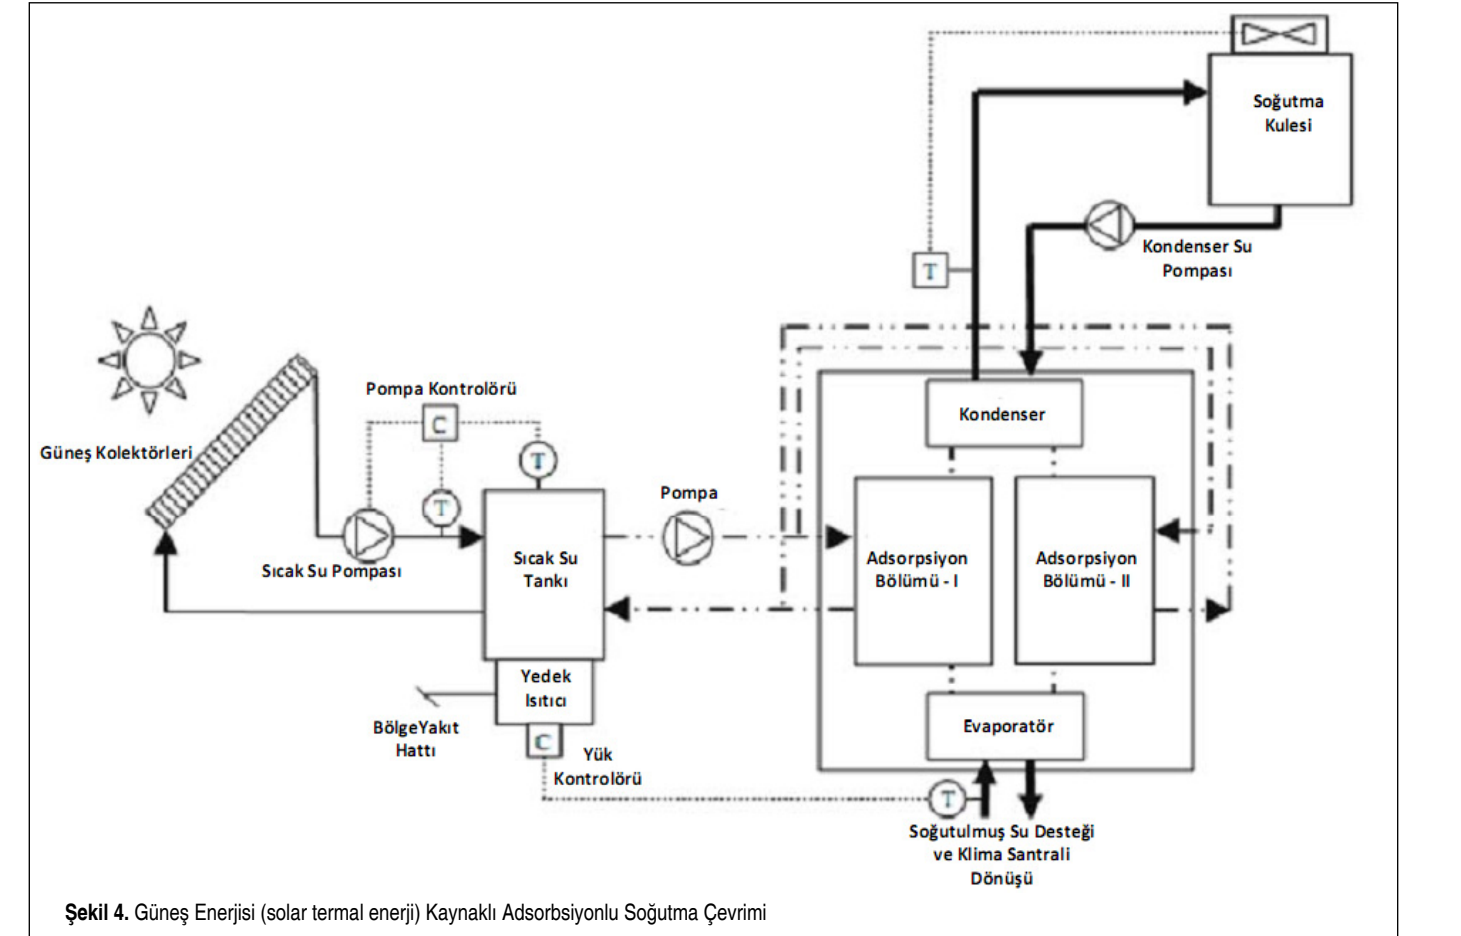 Soğutma
Kulesi
Kondenser Su
Pompası
T
Pompa Kontrolörü
C
Güneş Kolektörleri
T
T
Sıcak Su Pompası
Pompa
Sıcak Su
Tankı
Kondenser
Adsorpsiyon
Bölümü - I
Adsorpsiyon
Bölümü - II
Yedek
Isıtıcı
BölgeYakıt
Hattı
C
Yük
Kontrolörü
Evaporatör
T
Soğutulmuş Su Desteği
ve Klima Santrali
Dönüşü
Şekil 4. Güneş Enerjisi (solar termal enerji) Kaynaklı Adsorbsiyonlu Soğutma Çevrimi